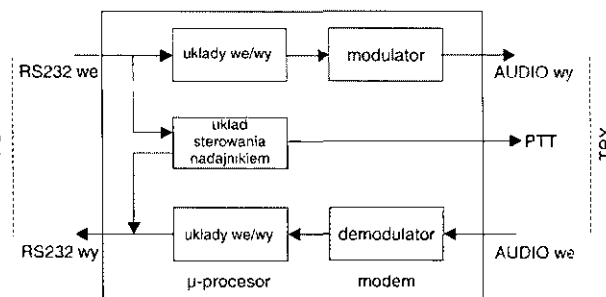 układy we/wy
modulator
RS232 we
AUDIO wy
układ
sterowania
nadajnikiem
PTT
układy we/wy
demodulator
RS232 wy
AUDIO we
μ-procesor
modem